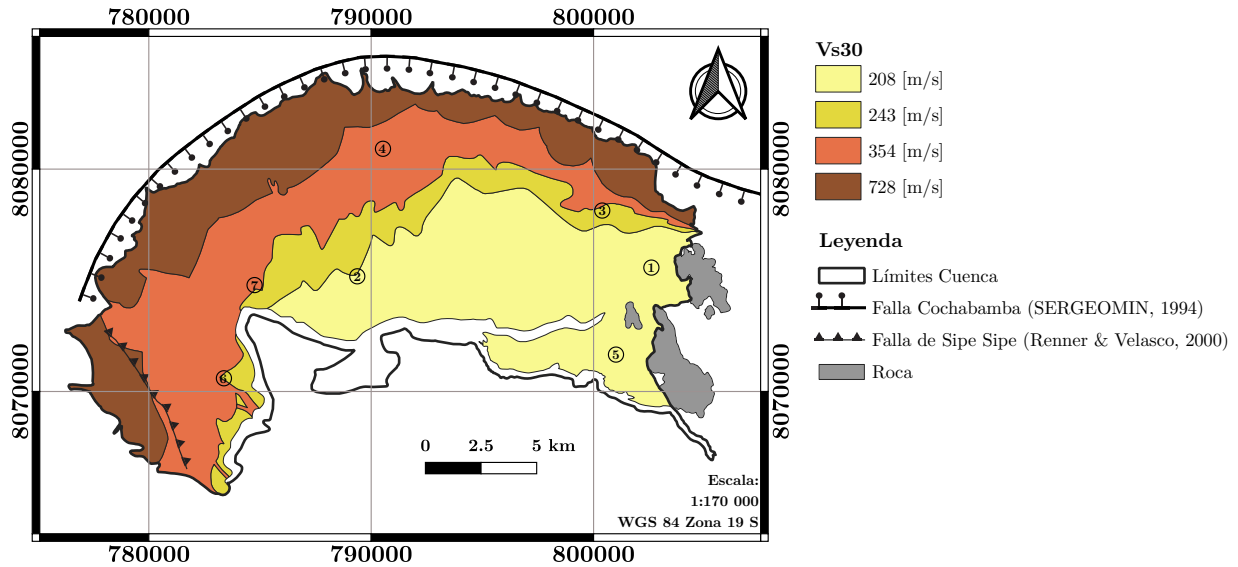 780000 790000 800000
8080000
8070000
8080000
8070000
④
③
①
②
⑦
⑤
⑥
0 2.5 5 km
Escala:
1:170 000
WGS 84 Zona 19 S
780000 790000 800000
Vs30
208 [m/s]
243 [m/s]
354 [m/s]
728 [m/s]
Leyenda
Límites Cuenca
Falla Cochabamba (SERGEOMIN, 1994)
Falla de Sipe Sipe (Renner & Velasco, 2000)
Roca